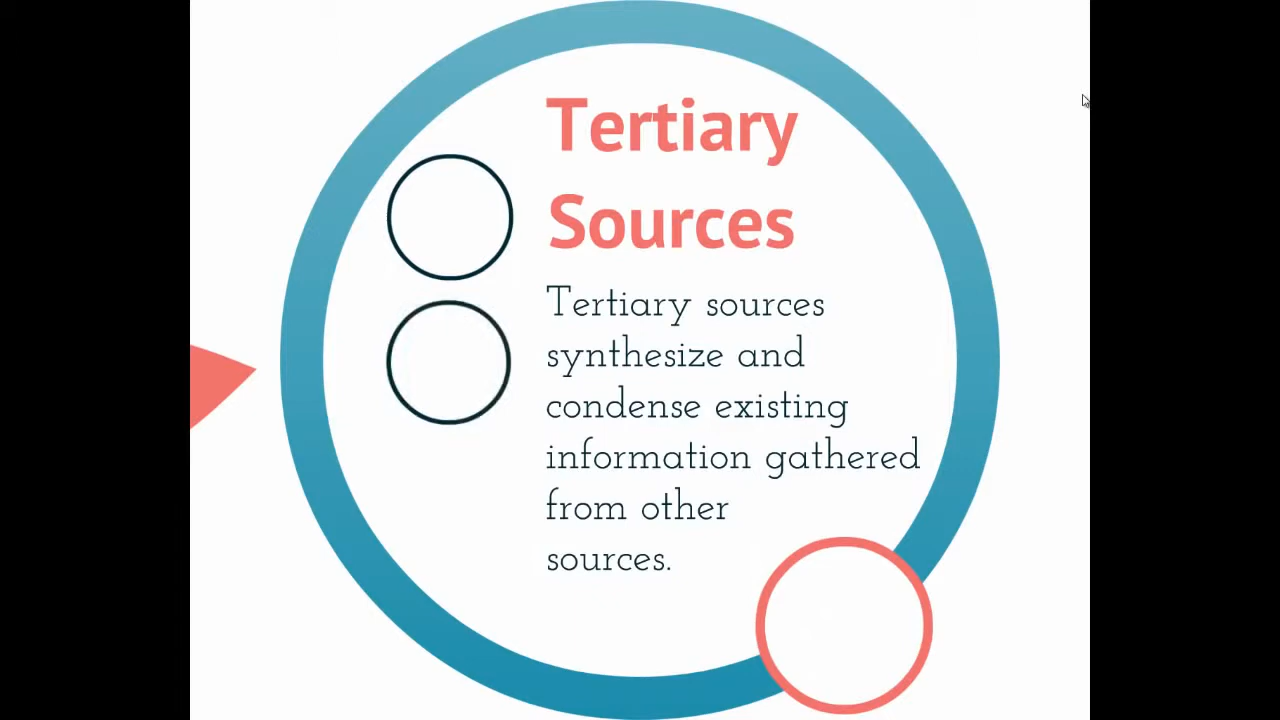 Tertiary
Sources
Tertiary sources
synthesize and
condense existing
information gathered
from other
sources.